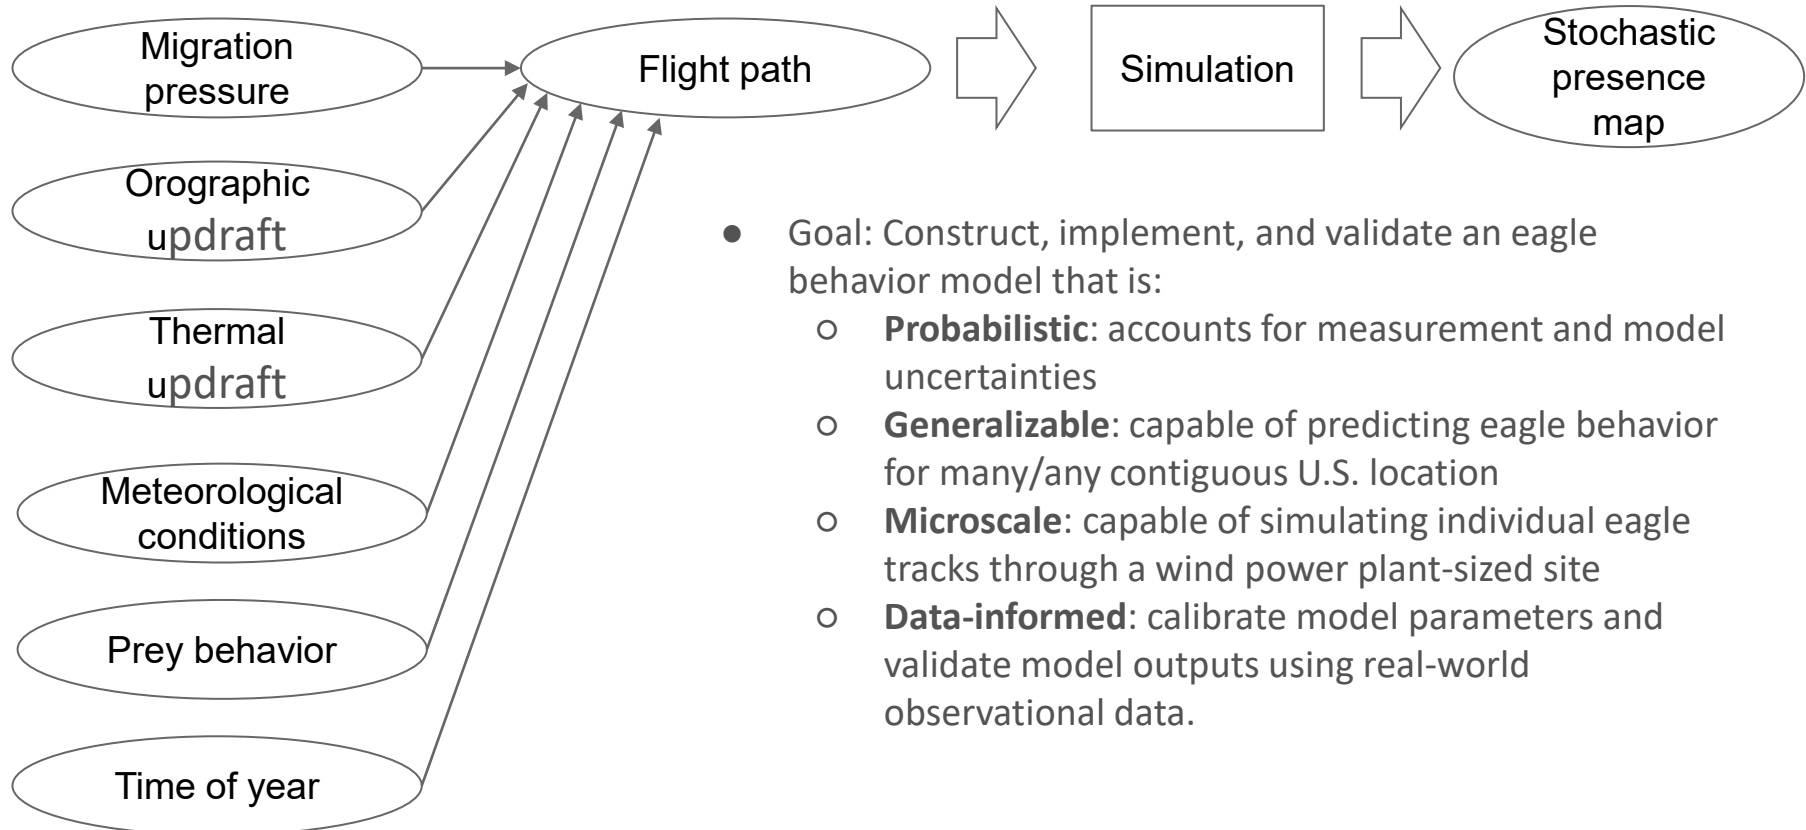 Migration
pressure
Flight path
Simulation
Stochastic
presence
map
Orographic
updraft
Thermal
updraft
Meteorological
conditions
Prey behavior
Time of year
● Goal: Construct, implement, and validate an eagle
behavior model that is:
○ Probabilistic: accounts for measurement and model
uncertainties
○ Generalizable: capable of predicting eagle behavior
for many/any contiguous U.S. location
○ Microscale: capable of simulating individual eagle
tracks through a wind power plant-sized site
○ Data-informed: calibrate model parameters and
validate model outputs using real-world
observational data.